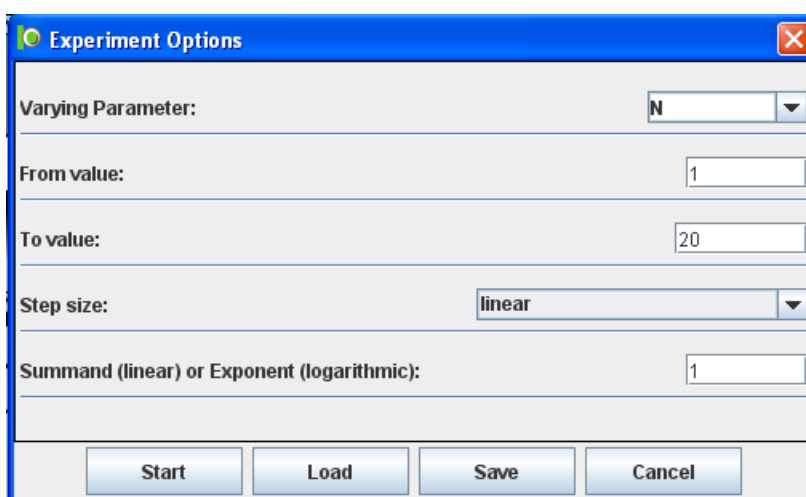 Experiment Options
Varying Parameter: N
From value: 1
To value: 20
Step size: linear
Summand (linear) or Exponent (logarithmic): 1
Start Load Save Cancel